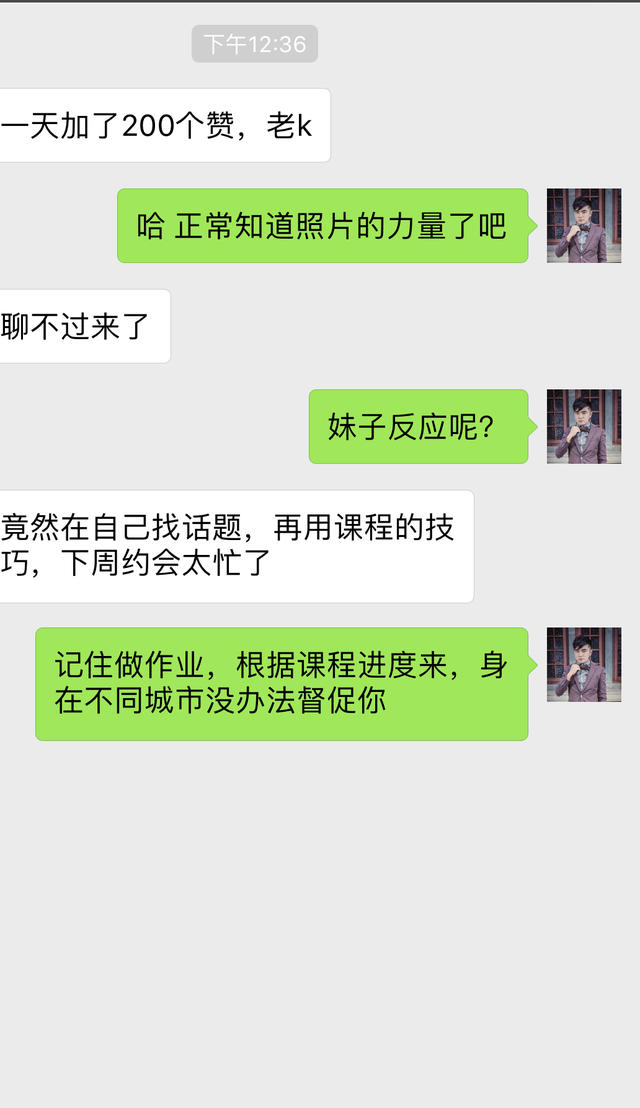 下午12:36
一天加了200个赞，老k
哈 正常知道照片的力量了吧
聊不过来了
妹子反应呢？
竟然在自己找话题，再用课程的技
巧，下周约会太忙了
记住做作业，根据课程进度来，身
在不同城市没办法督促你